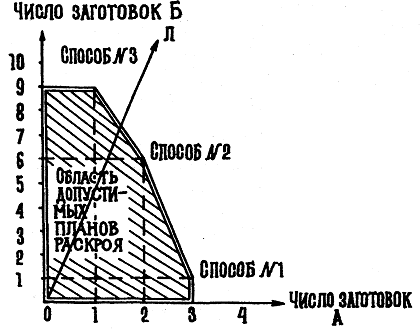 ЧИСЛО ЗАГОТОВОК Б
Л
СПОСОБ №3
10
9
8
7
СПОСОБ №2
6
5
ОБЛАСТЬ
ДОПУСТИ-
МЫХ
ПЛАНОВ
РАСКРОЯ
4
3
2
СПОСОБ №1
1
0 1 2 3 4
ЧИСЛО ЗАГОТОВОК
А